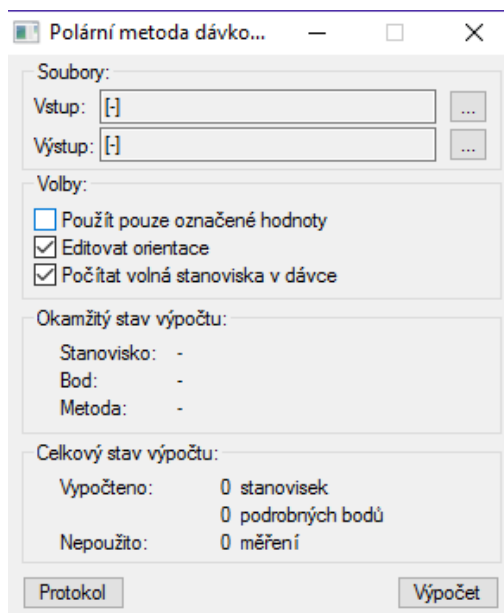 Polární metoda dávko...
Soubory:
Vstup: [-] ...
Výstup: [-] ...
Volby:
Použít pouze označené hodnoty
Editovat orientace
Počítat volná stanoviska v dávce
Okamžitý stav výpočtu:
Stanovisko: -
Bod: -
Metoda: -
Celkový stav výpočtu:
Vypočteno: 0 stanovisek
0 podrobných bodů
Nepoužito: 0 měření
Protokol Výpočet